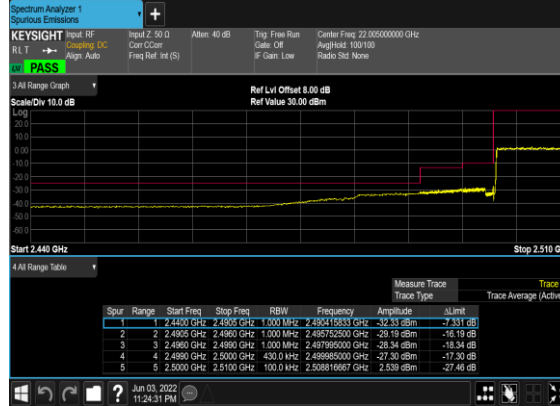 Spectrum Analyzer 1
Spurious Emissions
KEYSIGHT Input: RF Input Z: 50 Ω Atten: 40 dB Trig: Free Run Center Freq: 22.005000000 GHz
RLT Coupling: DC Corr CCorr Gate: Off Avg|Hold: 100/100
Align: Auto Freq Ref: Int (S) IF Gain: Low Radio Std: None
LV PASS
3 All Range Graph
Ref Lvl Offset 8.00 dB
Scale/Div 10.0 dB Ref Value 30.00 dBm
Log
20.0
10.0
0.00
-10.0
-20.0
-30.0
-40.0
-50.0
-60.0
Start 2.440 GHz Stop 2.510 G
4 All Range Table
Measure Trace Trace
Trace Type Trace Average (Active
Spur Range Start Freq Stop Freq RBW Frequency Amplitude ΔLimit
1 1 2.4400 GHz 2.4905 GHz 1.000 MHz 2.490415833 GHz -32.33 dBm -7.331 dB
2 2 2.4905 GHz 2.4960 GHz 1.000 MHz 2.495752500 GHz -29.19 dBm -16.19 dB
3 3 2.4960 GHz 2.4990 GHz 1.000 MHz 2.497995000 GHz -28.34 dBm -18.34 dB
4 4 2.4990 GHz 2.5000 GHz 430.0 kHz 2.499985000 GHz -27.30 dBm -17.30 dB
5 5 2.5000 GHz 2.5100 GHz 100.0 kHz 2.508816667 GHz 2.539 dBm -27.46 dB
Jun 03, 2022
11:24:31 PM